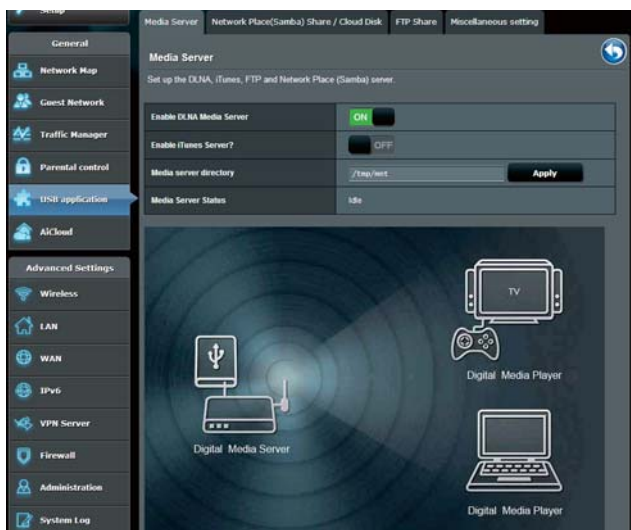 Setup
General
Network Map
Guest Network
Traffic Manager
Parental control
USB application
AiCloud
Advanced Settings
Wireless
LAN
WAN
IPv6
VPN Server
Firewall
Administration
System Log
Media Server
Network Place(Samba) Share / Cloud Disk
FTP Share
Miscellaneous setting
Media Server
Set up the DLNA, iTunes, FTP and Network Place (Samba) server.
Enable DLNA Media Server
ON
Enable iTunes Server?
OFF
Media server directory
/tmp/mnt
Apply
Media Server Status
Idle
TV
Digital Media Player
Digital Media Server
Digital Media Player